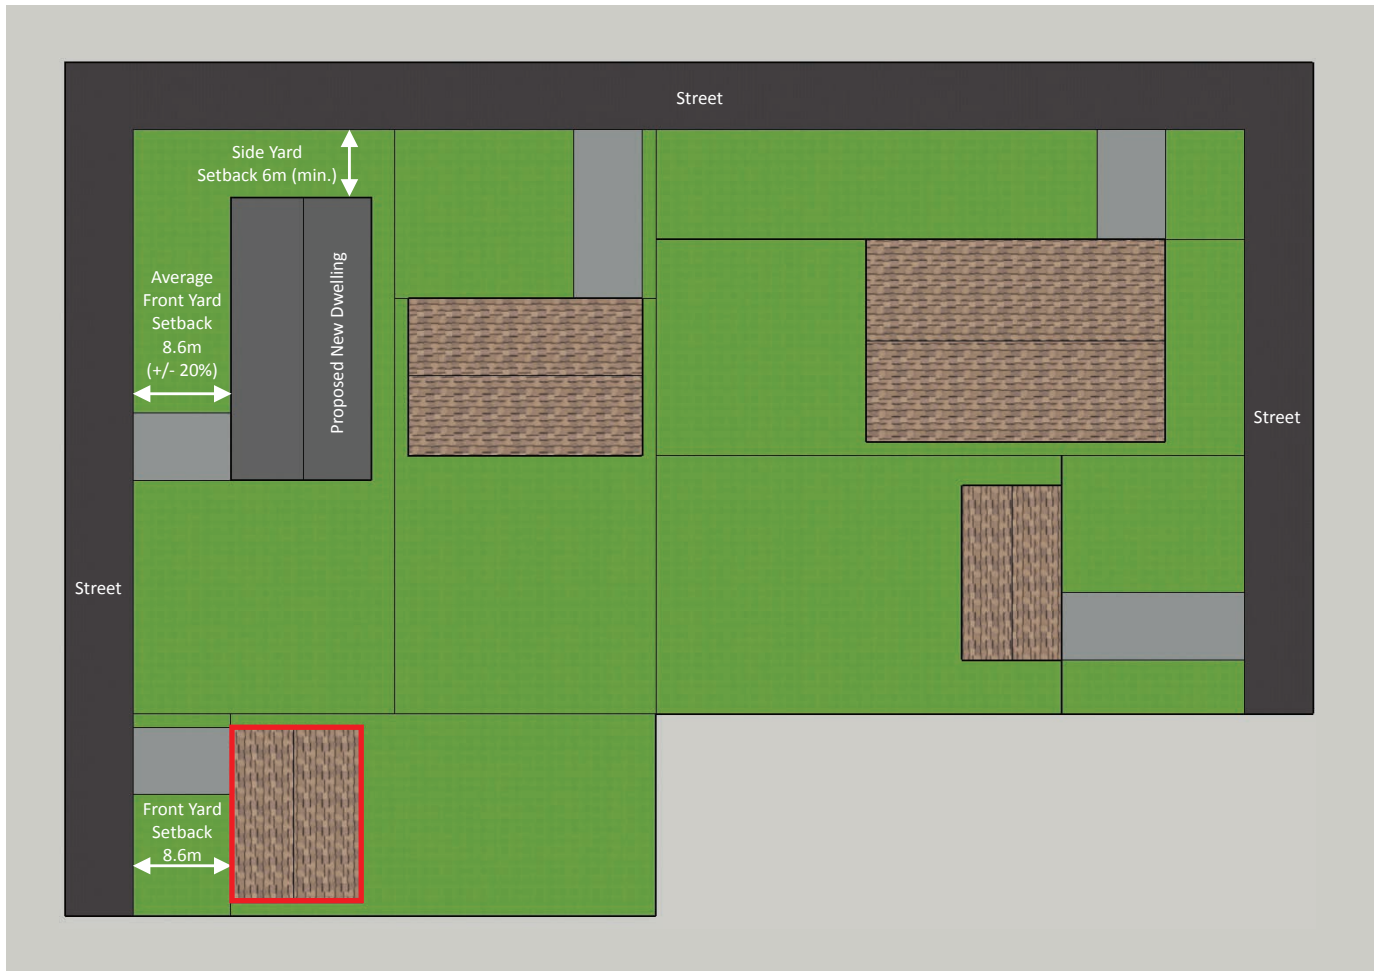 Street
Side Yard
Setback 6m (min.)
Average
Front Yard
Setback
8.6m
(+/- 20%)
Proposed New Dwelling
Street
Street
Front Yard
Setback
8.6m